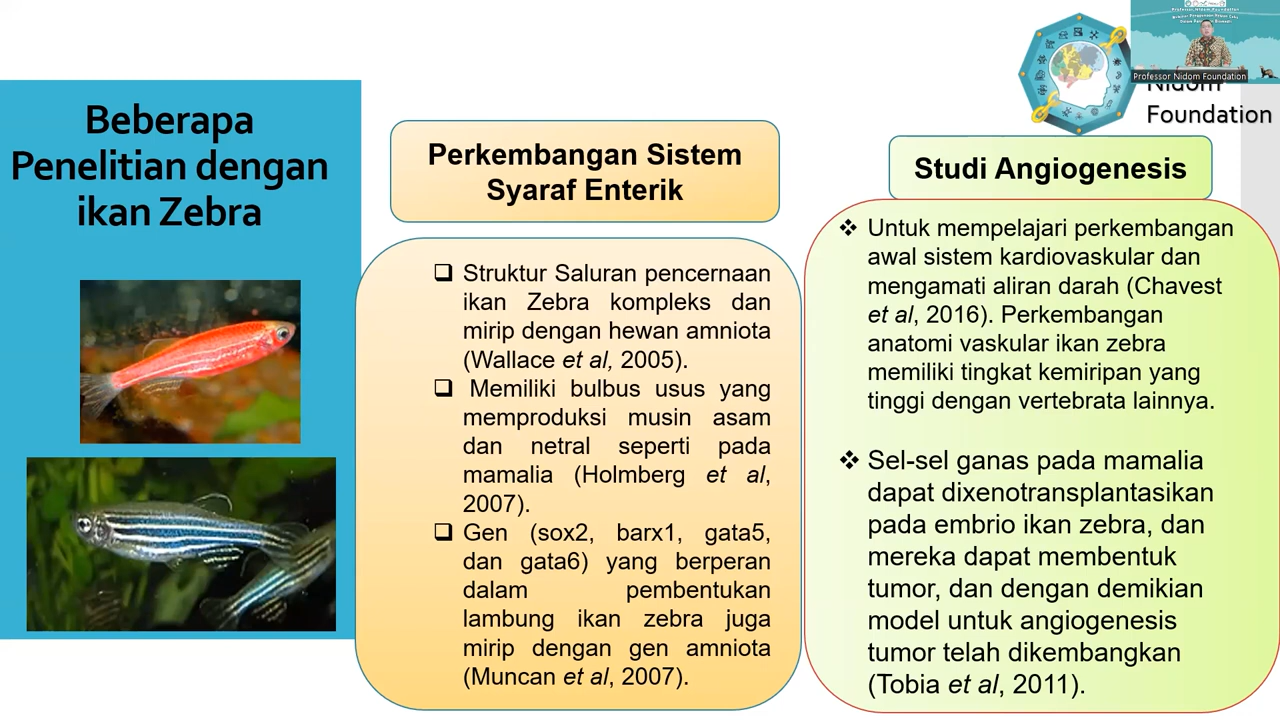 Beberapa
Penelitian dengan
ikan Zebra
Perkembangan Sistem
Syaraf Enterik
❑ Struktur Saluran pencernaan
ikan Zebra kompleks dan
mirip dengan hewan amniota
(Wallace et al, 2005).
❑ Memiliki bulbus usus yang
memproduksi musin asam
dan netral seperti pada
mamalia (Holmberg et al,
2007).
❑ Gen (sox2, barx1, gata5,
dan gata6) yang berperan
dalam pembentukan
lambung ikan zebra juga
mirip dengan gen amniota
(Muncan et al, 2007).
Professor Nidom Foundation
Professor Nidom Foundation
Nidom
Foundation
Studi Angiogenesis
❖ Untuk mempelajari perkembangan
awal sistem kardiovaskular dan
mengamati aliran darah (Chavest
et al, 2016). Perkembangan
anatomi vaskular ikan zebra
memiliki tingkat kemiripan yang
tinggi dengan vertebrata lainnya.
❖ Sel-sel ganas pada mamalia
dapat dixenotransplantasikan
pada embrio ikan zebra, dan
mereka dapat membentuk
tumor, dan dengan demikian
model untuk angiogenesis
tumor telah dikembangkan
(Tobia et al, 2011).